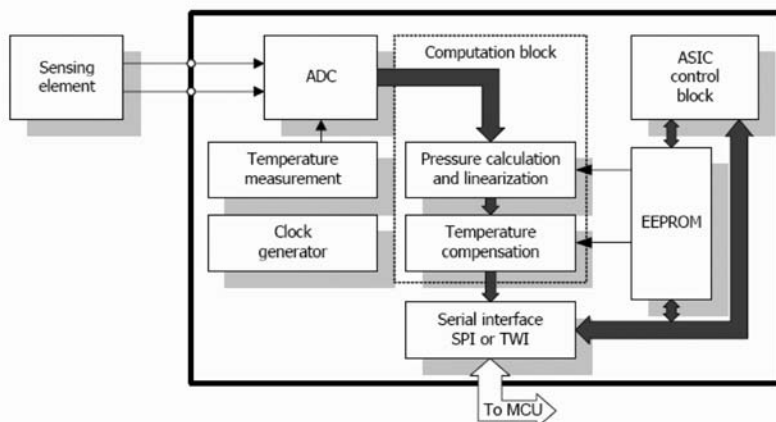 Sensing
element
ADC
Computation block
ASIC
control
block
Temperature
measurement
Pressure calculation
and linearization
Clock
generator
Temperature
compensation
EEPROM
Serial interface
SPI or TWI
To MCU